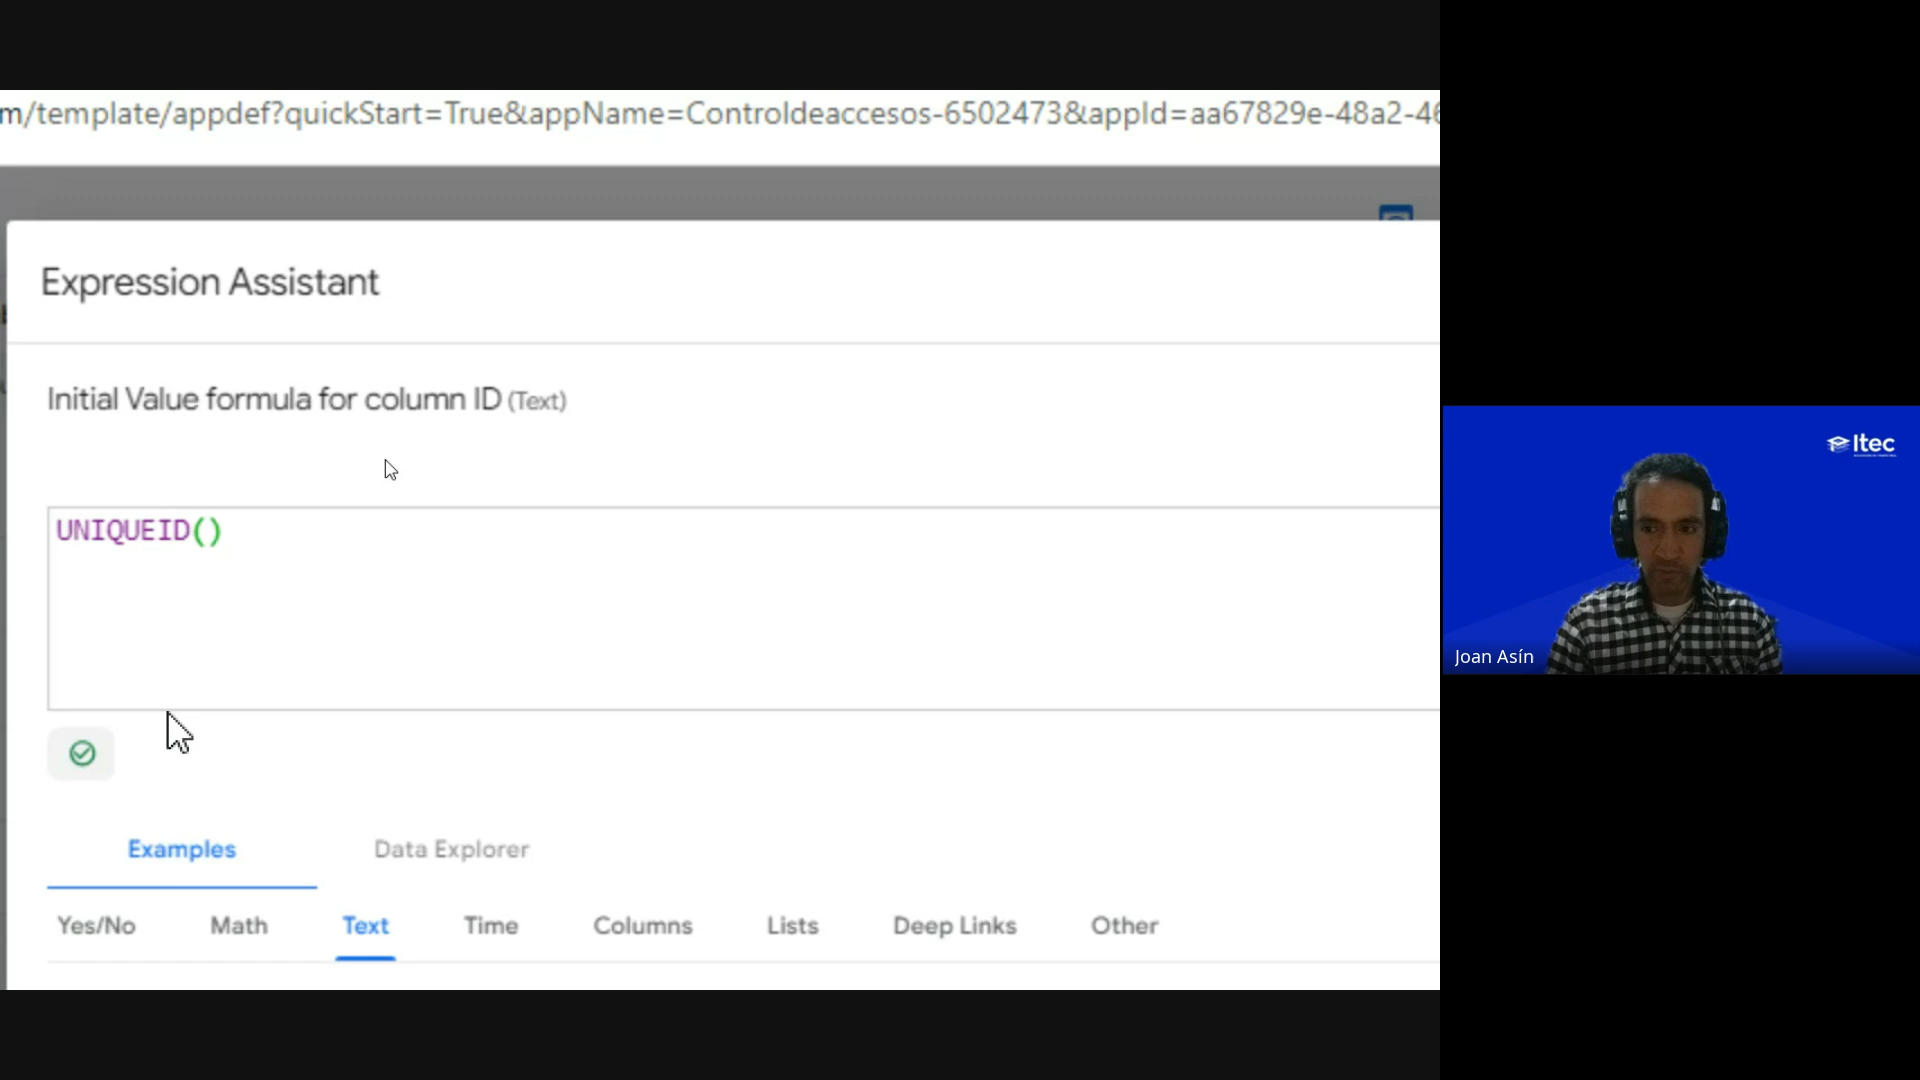 m/template/appdef?quickStart=True&appName=Controldeaccesos-6502473&appId=aa67829e-48a2-46
Expression Assistant
Initial Value formula for column ID (Text)
UNIQUEID()
Examples
Data Explorer
Yes/No
Math
Text
Time
Columns
Lists
Deep Links
Other
Itec
Joan Asín